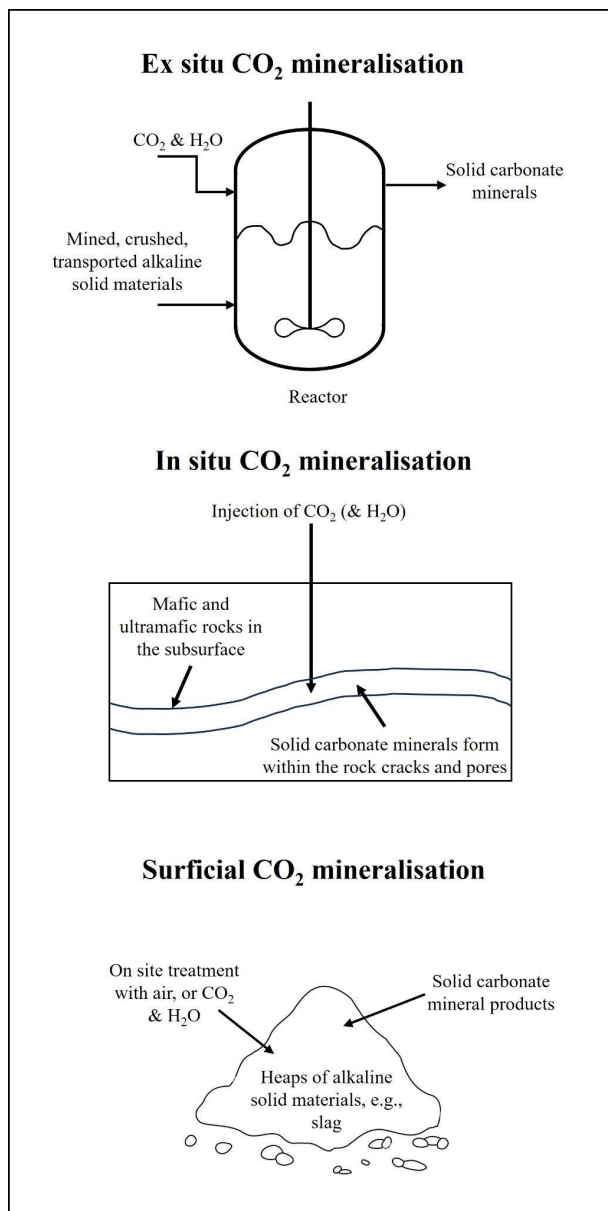 Ex situ CO₂ mineralisation
CO₂ & H₂O
Solid carbonate
minerals
Mined, crushed,
transported alkaline
solid materials
Reactor
In situ CO₂ mineralisation
Injection of CO₂ (& H₂O)
Mafic and
ultramafic rocks in
the subsurface
Solid carbonate minerals form
within the rock cracks and pores
Surficial CO₂ mineralisation
On site treatment
with air, or CO₂
& H₂O
Solid carbonate
mineral products
Heaps of alkaline
solid materials, e.g.,
slag